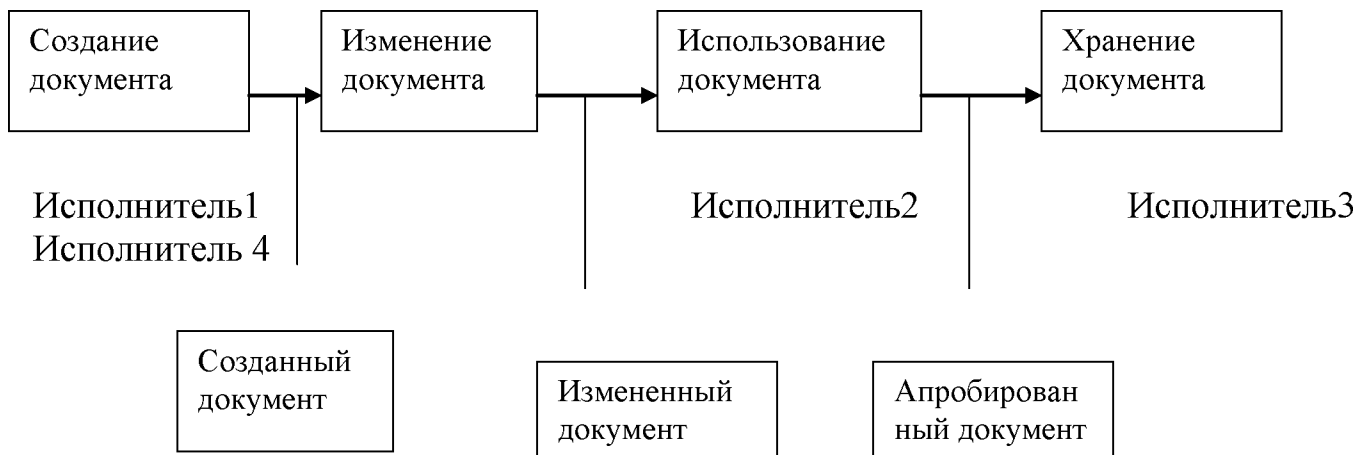 Создание
документа
Изменение
документа
Использование
документа
Хранение
документа
Исполнитель1
Исполнитель 4
Исполнитель2
Исполнитель3
Созданный
документ
Измененный
документ
Апробирован
ный документ